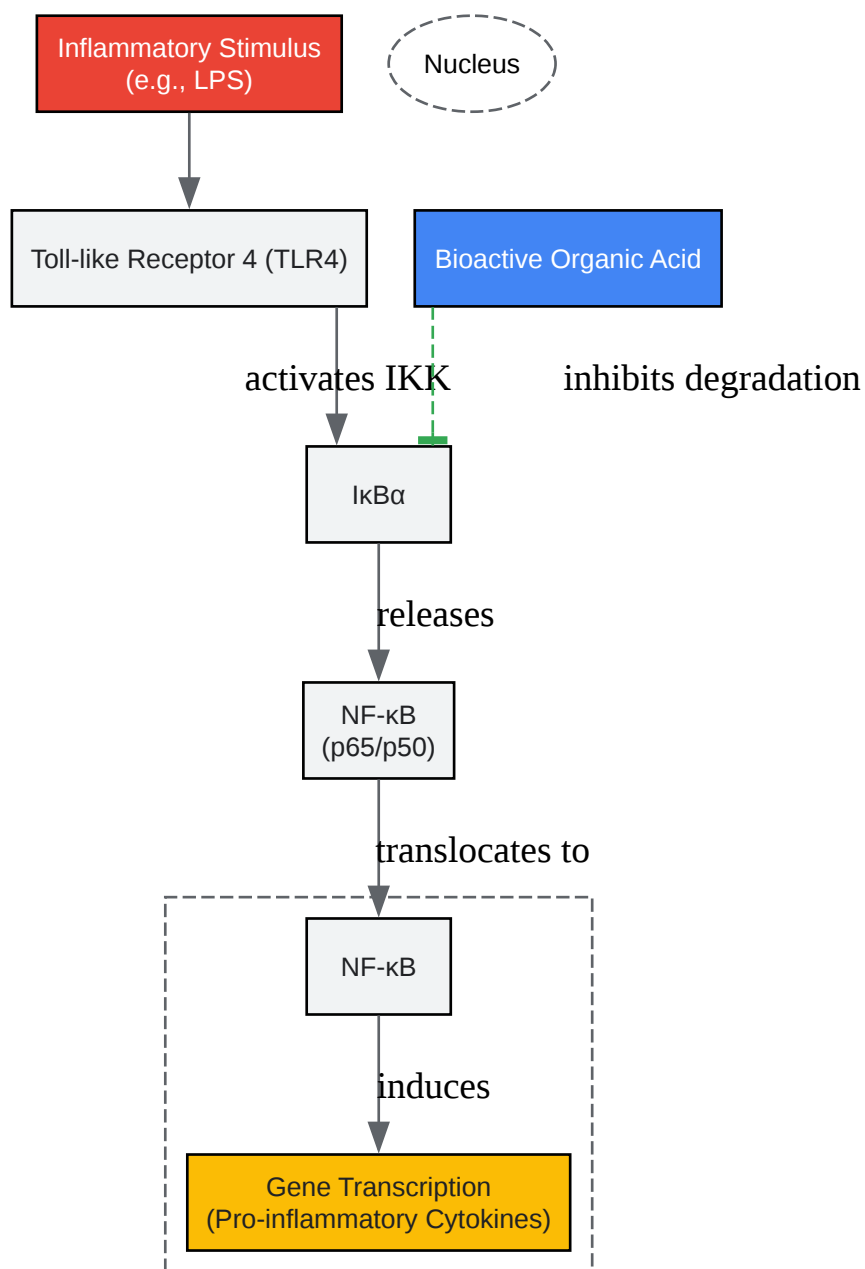 Inflammatory Stimulus
(e.g., LPS)
Nucleus
Toll-like Receptor 4 (TLR4)
Bioactive Organic Acid
activates IKK
inhibits degradation
IκBα
releases
NF-κB
(p65/p50)
translocates to
NF-κB
induces
Gene Transcription
(Pro-inflammatory Cytokines)